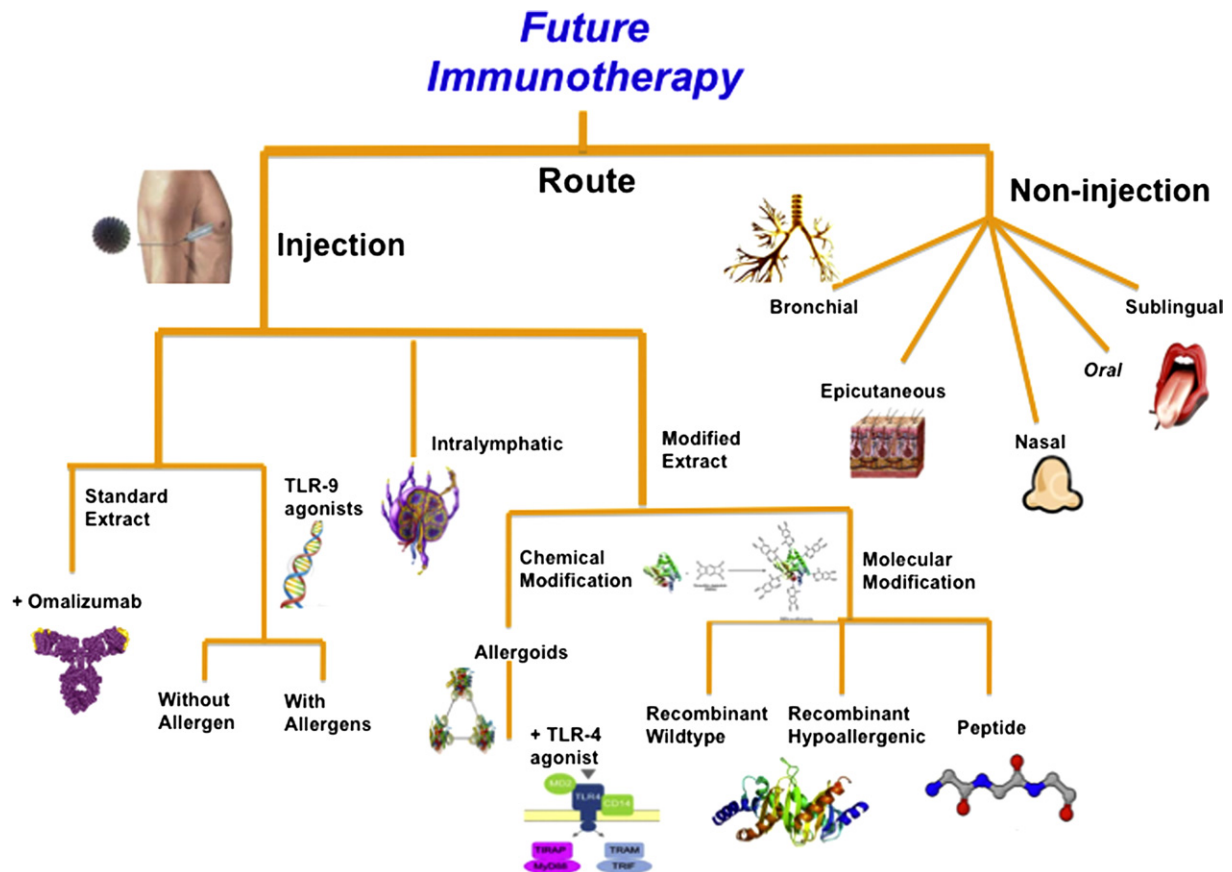 Future
Immunotherapy
Route
Non-injection
Injection
Bronchial
Sublingual
Oral
Epicutaneous
Nasal
Intralymphatic
Modified
Extract
Standard
Extract
TLR-9
agonists
Chemical
Modification
Molecular
Modification
+ Omalizumab
Allergoids
Without
Allergen
With
Allergens
Recombinant
Wildtype
Recombinant
Hypoallergenic
Peptide
+ TLR-4
agonist
MD2
TLR4
CD14
TIRAP
TRAM
MyD88
TRIF